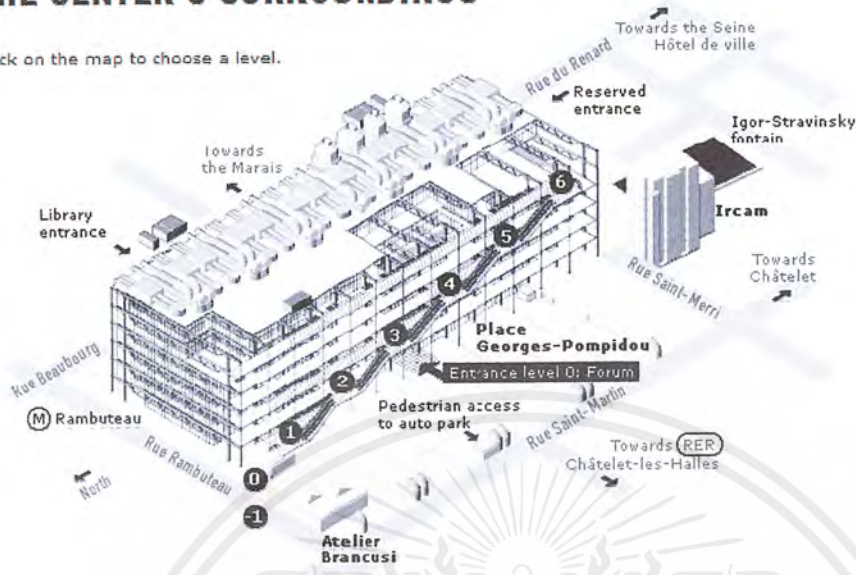 CENTER'S SURROUNDINGS
ck on the map to choose a level.
Towards the Seine
Hôtel de ville
Rue du Renard
Reserved
entrance
Igor-Stravinsky
fontain
Towards
the Marais
6
Ircam
Library
entrance
5
Towards
Châtelet
Rue Saint-Merri
4
Place
Georges-Pompidou
3
Entrance level 0: Forum
Rue Beaubourg
2
Pedestrian access
to auto park
M Rambuteau
1
Rue Saint-Martin
Rue Rambuteau
Towards RER
Châtelet-les-Halles
North
0
-1
Atelier
Brancusi